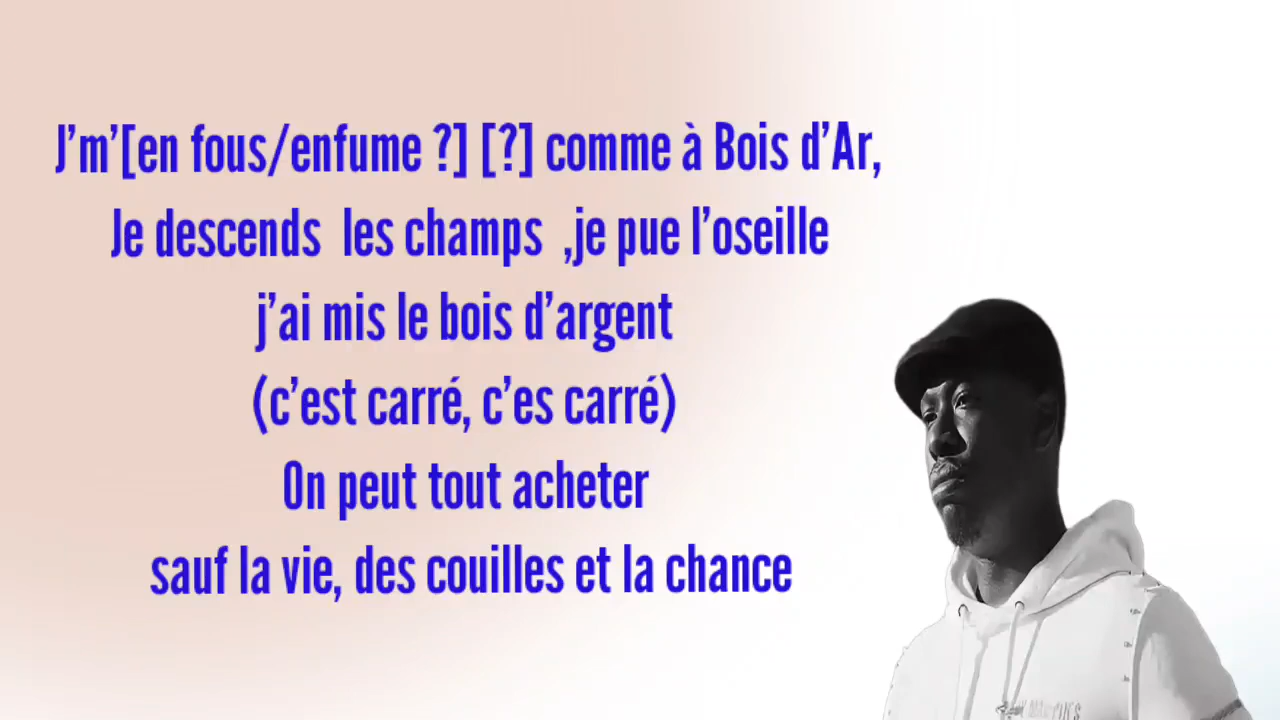 J'm'[en fous/enfume ?] [?] comme à Bois d'Ar,
Je descends les champs ,je pue l'oseille
j'ai mis le bois d'argent
(c'est carré, c'es carré)
On peut tout acheter
sauf la vie, des couilles et la chance